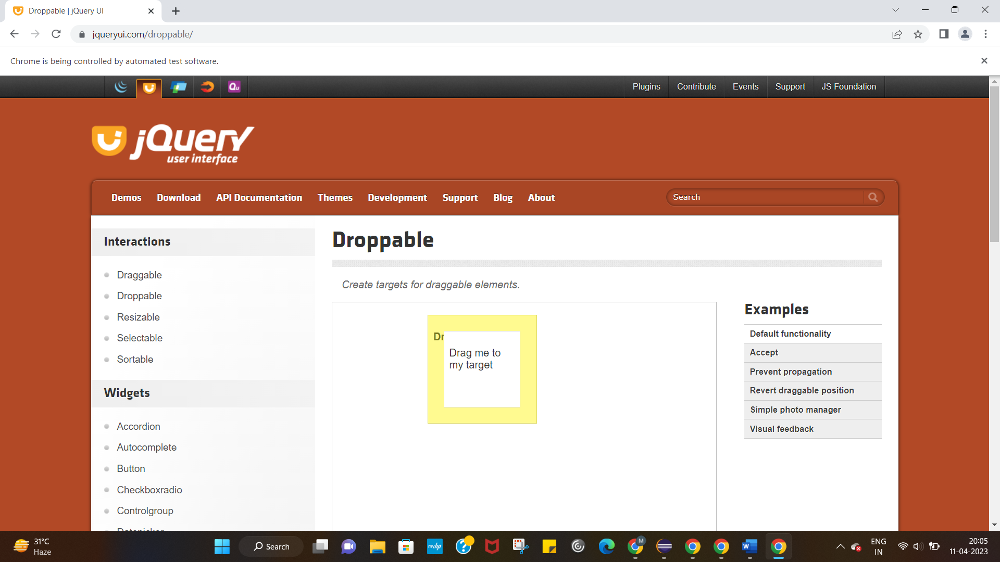 Droppable | jQuery UI
jqueryui.com/droppable/
Chrome is being controlled by automated test software.
Qu
Plugins
Contribute
Events
Support
JS Foundation
jQuery
user interface
Demos
Download
API Documentation
Themes
Development
Support
Blog
About
Search
Interactions
Draggable
Droppable
Resizable
Selectable
Sortable
Widgets
Accordion
Autocomplete
Button
Checkboxradio
Controlgroup
Droppable
Create targets for draggable elements.
Dr
Drag me to
my target
Examples
Default functionality
Accept
Prevent propagation
Revert draggable position
Simple photo manager
Visual feedback
31°C
Haze
Search
myhp
M
W
ENG
IN
20:05
11-04-2023